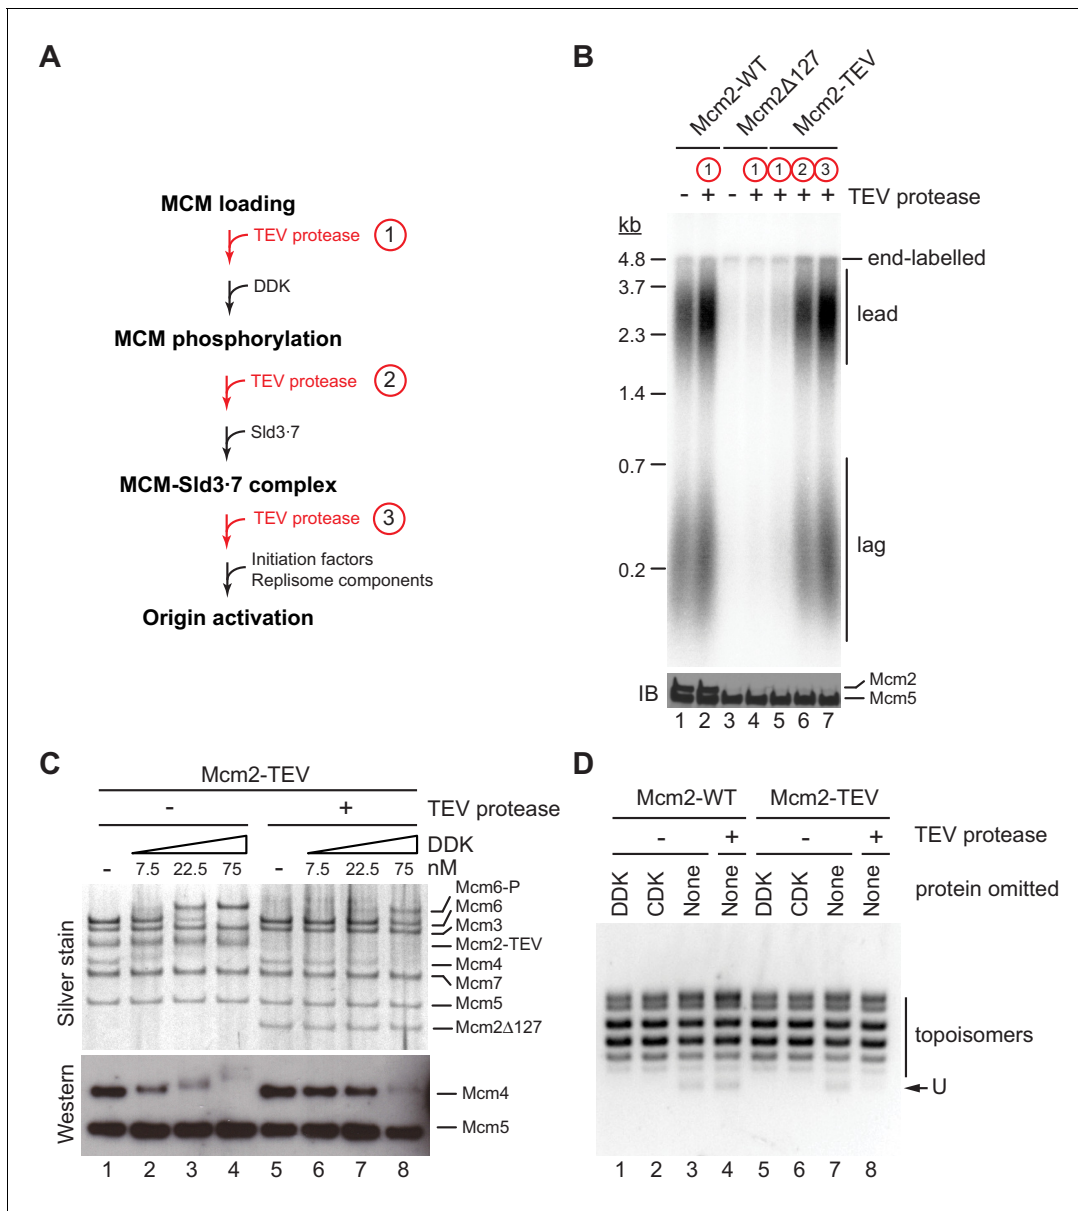 A
MCM loading
TEV protease 1
DDK
MCM phosphorylation
TEV protease 2
Sld3·7
MCM-Sld3·7 complex
TEV protease 3
Initiation factors
Replisome components
Origin activation
B
Mcm2-WT Mcm2Δ127 Mcm2-TEV
1 1 1 2 3
- + - + + + + TEV protease
kb
4.8
3.7
2.3
1.4
0.7
0.2
end-labelled
lead
lag
IB
Mcm2
Mcm5
1 2 3 4 5 6 7
C
Mcm2-TEV
- + TEV protease
DDK
- 7.5 22.5 75 - 7.5 22.5 75 nM
Silver stain
Mcm6-P
Mcm6
Mcm3
Mcm2-TEV
Mcm4
Mcm7
Mcm5
Mcm2Δ127
Western
Mcm4
Mcm5
1 2 3 4 5 6 7 8
D
Mcm2-WT Mcm2-TEV
- + - + TEV protease
DDK CDK None None DDK CDK None None protein omitted
topoisomers
U
1 2 3 4 5 6 7 8